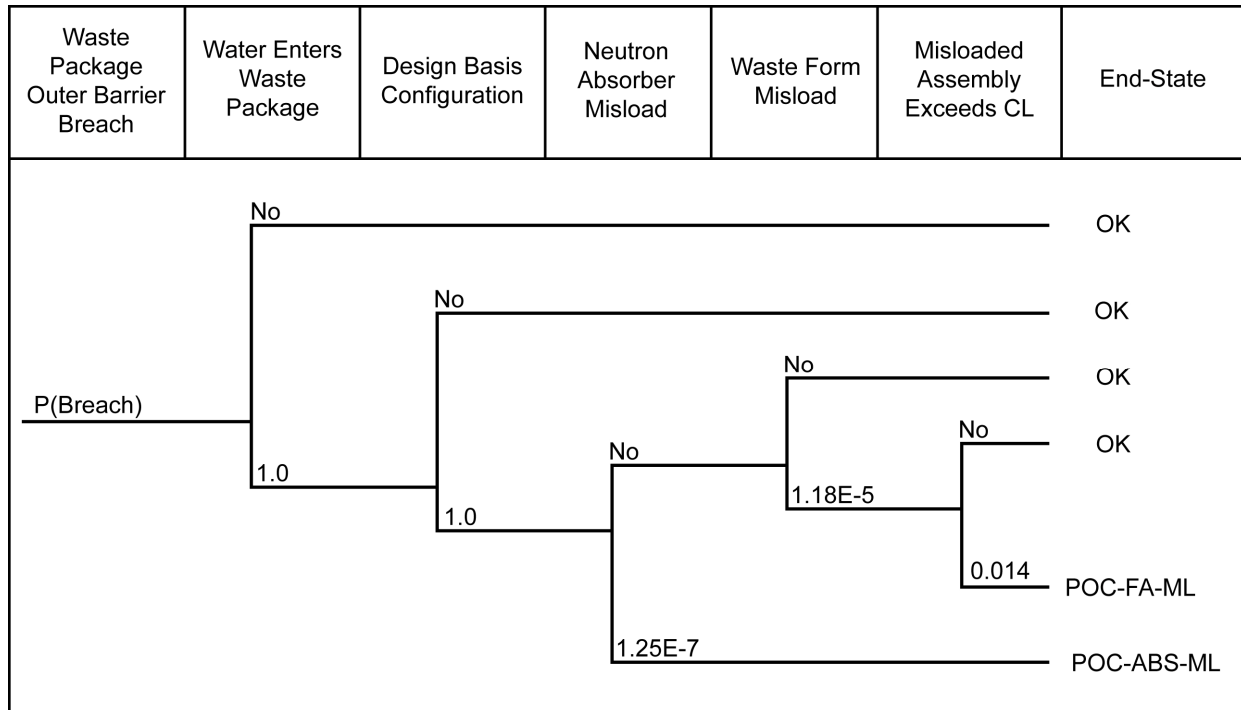 Waste
Package
Outer Barrier
Breach
Water Enters
Waste
Package
Design Basis
Configuration
Neutron
Absorber
Misload
Waste Form
Misload
Misloaded
Assembly
Exceeds CL
End-State
No
OK
No
OK
No
OK
P(Breach)
No
No
OK
1.0
1.18E-5
1.0
0.014
POC-FA-ML
1.25E-7
POC-ABS-ML